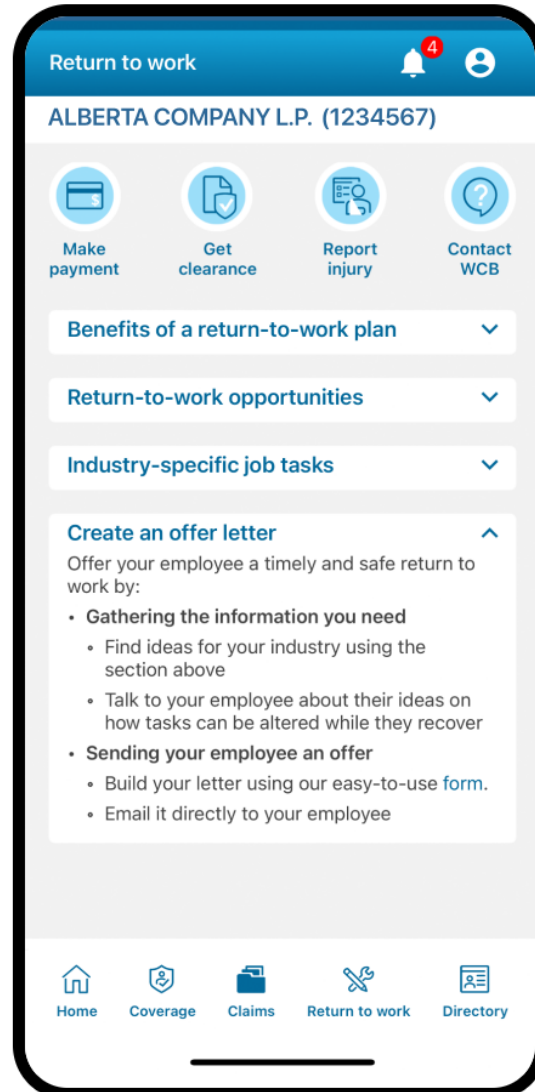 Return to work
4
ALBERTA COMPANY L.P. (1234567)
$
?
Make
payment
Get
clearance
Report
injury
Contact
WCB
Benefits of a return-to-work plan
Return-to-work opportunities
Industry-specific job tasks
Create an offer letter
Offer your employee a timely and safe return to
work by:
• Gathering the information you need
• Find ideas for your industry using the
section above
• Talk to your employee about their ideas on
how tasks can be altered while they recover
• Sending your employee an offer
• Build your letter using our easy-to-use form.
• Email it directly to your employee
Home
Coverage
Claims
Return to work
Directory